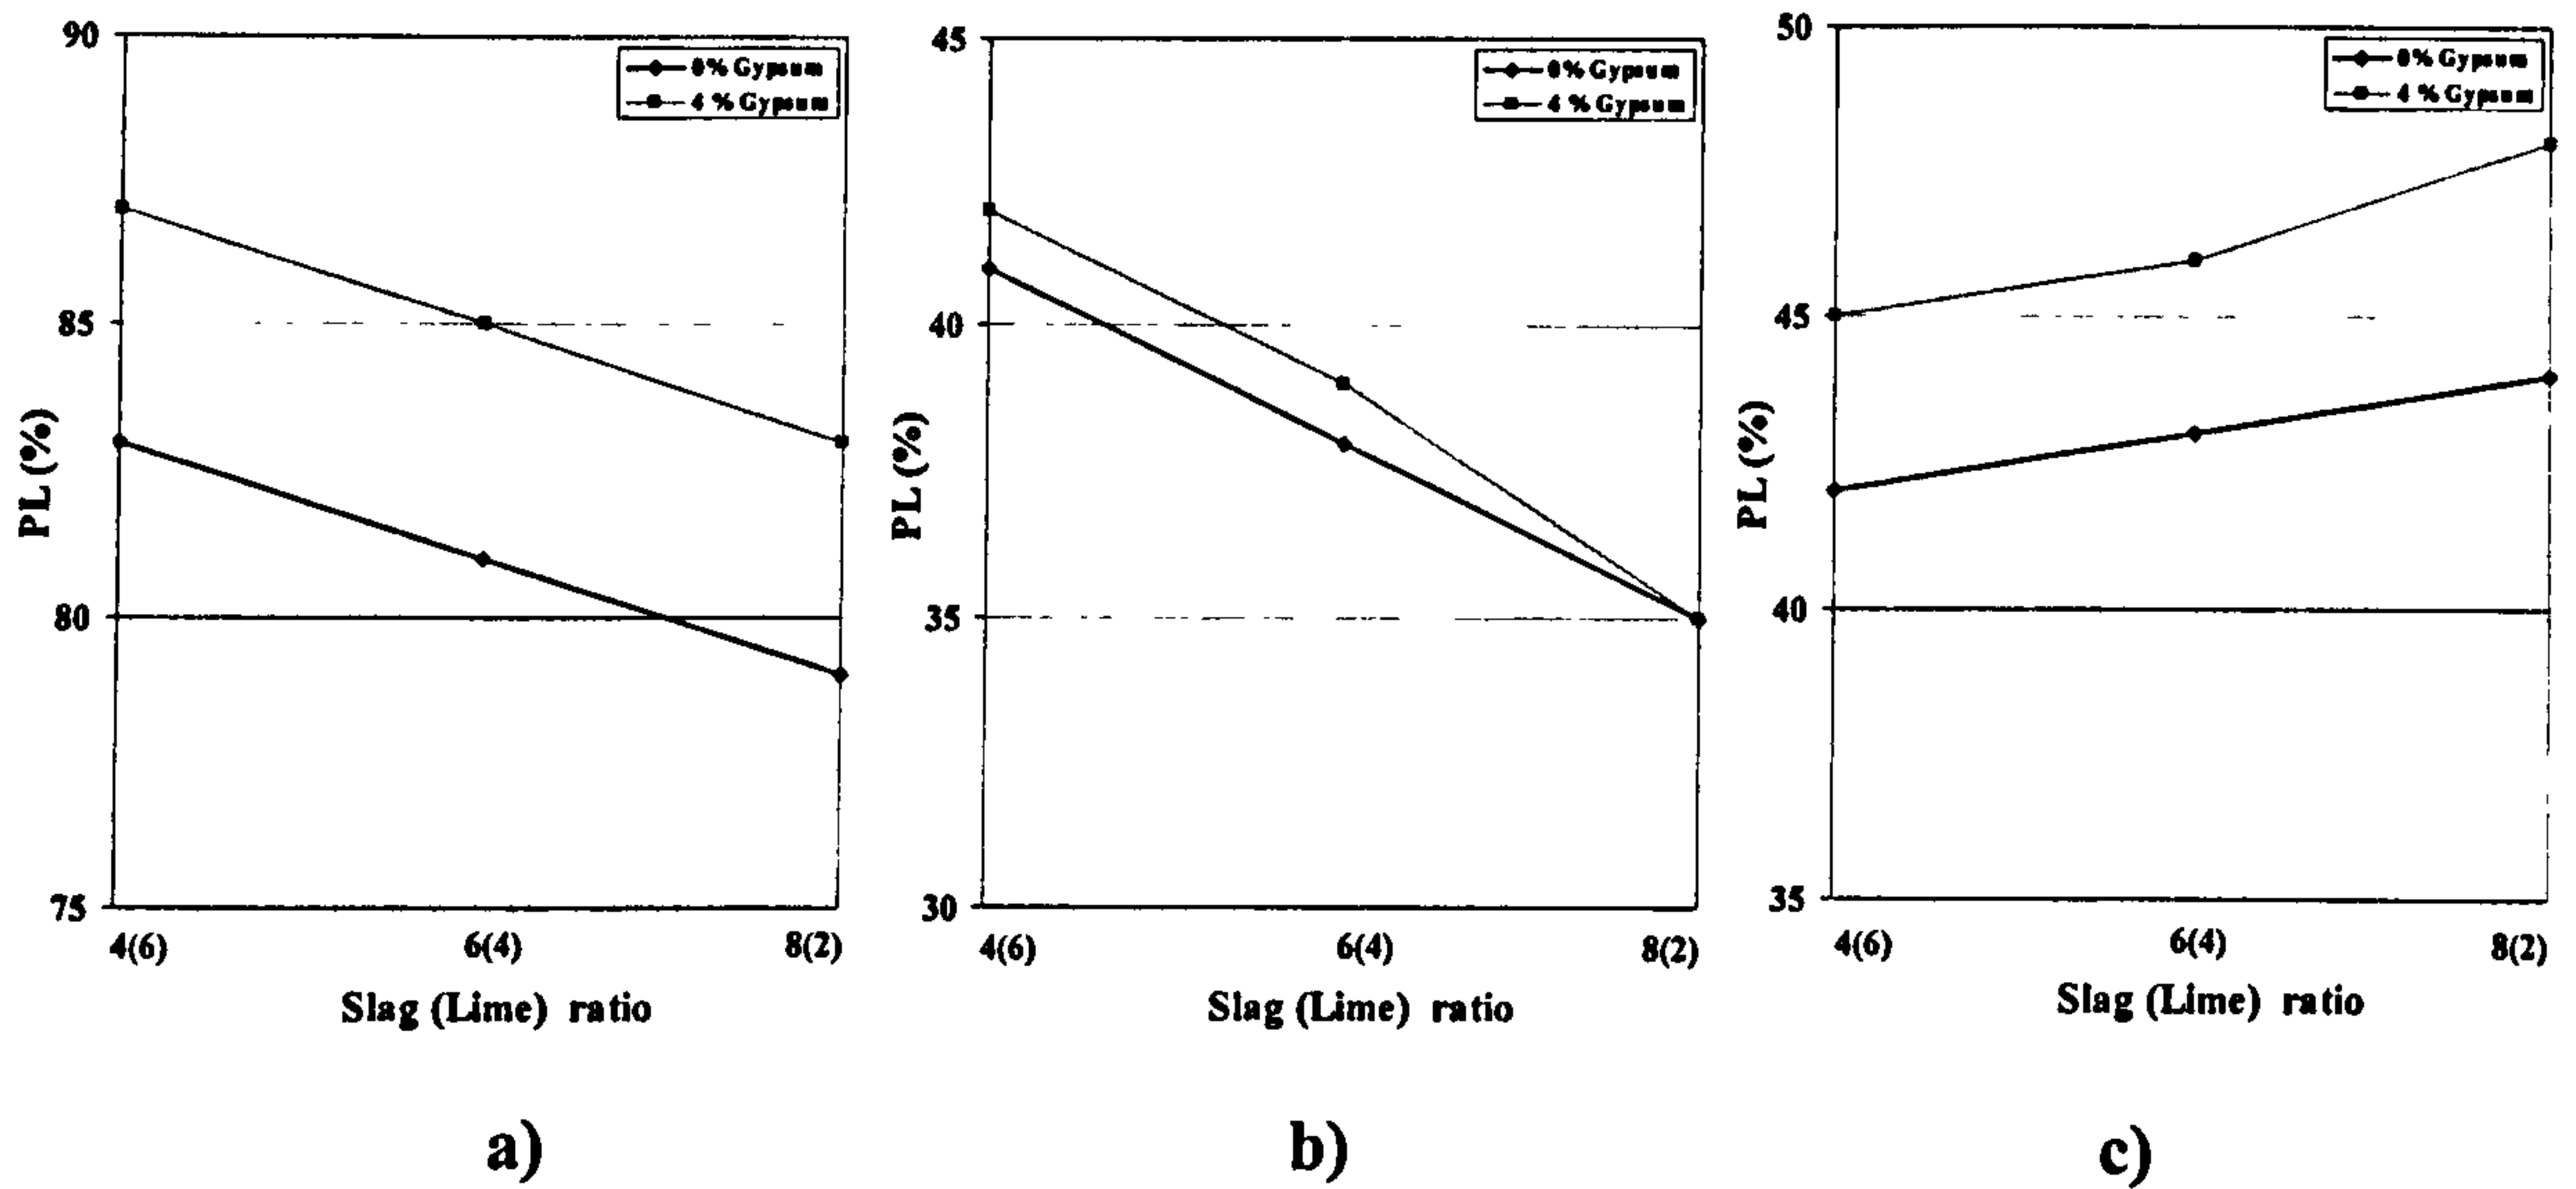 90
85
80
75
PL (%)
0% Gypsum
4 % Gypsum
4(6) 6(4) 8(2)
Slag (Lime) ratio
a)
45
40
35
30
PL (%)
0% Gypsum
4 % Gypsum
4(6) 6(4) 8(2)
Slag (Lime) ratio
b)
50
45
40
35
PL (%)
0% Gypsum
4 % Gypsum
4(6) 6(4) 8(2)
Slag (Lime) ratio
c)